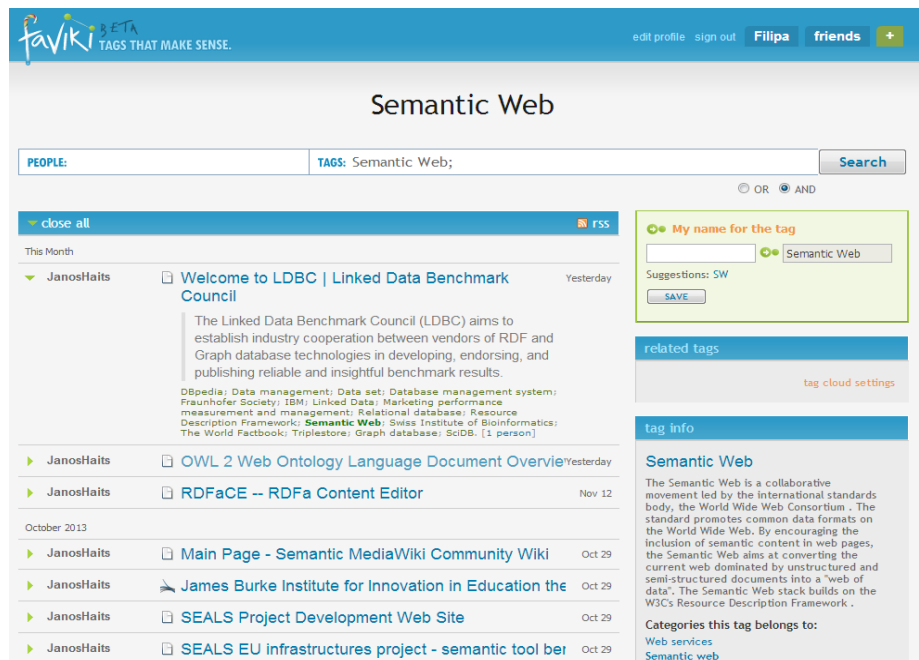 faviki BETA
TAGS THAT MAKE SENSE.
edit profile sign out Filipa friends +
Semantic Web
PEOPLE:
TAGS: Semantic Web;
Search
OR AND
close all
rss
This Month
JanosHaits
Welcome to LDBC | Linked Data Benchmark
Council
Yesterday
The Linked Data Benchmark Council (LDBC) aims to
establish industry cooperation between vendors of RDF and
Graph database technologies in developing, endorsing, and
publishing reliable and insightful benchmark results.
DBpedia; Data management; Data set; Database management system;
Fraunhofer Society; IBM; Linked Data; Marketing performance
measurement and management; Relational database; Resource
Description Framework; Semantic Web; Swiss Institute of Bioinformatics;
The World Factbook; Triplestore; Graph database; SciDB. [1 person]
JanosHaits
OWL 2 Web Ontology Language Document Overvie
Yesterday
JanosHaits
RDFaCE -- RDFa Content Editor
Nov 12
October 2013
JanosHaits
Main Page - Semantic MediaWiki Community Wiki
Oct 29
JanosHaits
James Burke Institute for Innovation in Education the
Oct 29
JanosHaits
SEALS Project Development Web Site
Oct 29
JanosHaits
SEALS EU infrastructures project - semantic tool ber
Oct 29
My name for the tag
Semantic Web
Suggestions: SW
SAVE
related tags
tag cloud settings
tag info
Semantic Web
The Semantic Web is a collaborative
movement led by the international standards
body, the World Wide Web Consortium . The
standard promotes common data formats on
the World Wide Web. By encouraging the
inclusion of semantic content in web pages,
the Semantic Web aims at converting the
current web dominated by unstructured and
semi-structured documents into a "web of
data". The Semantic Web stack builds on the
W3C's Resource Description Framework .
Categories this tag belongs to:
Web services
Semantic web